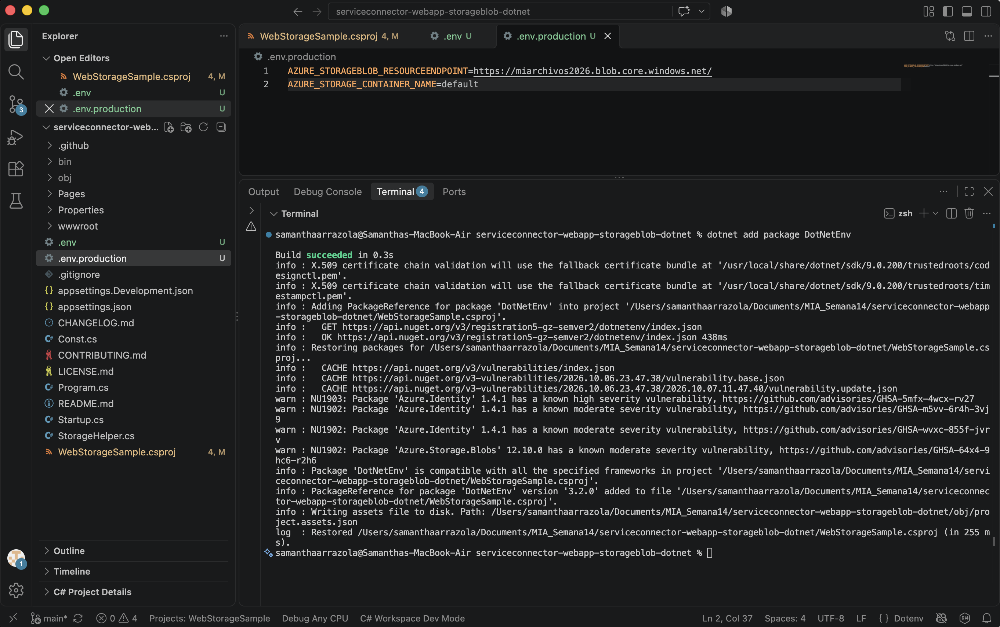 serviceconnector-webapp-storageblob-dotnet
Explorer
Open Editors
WebStorageSample.csproj 4, M
.env U
.env.production U
serviceconnector-web...
.github
bin
obj
Pages
Properties
wwwroot
.env U
.env.production U
.gitignore
appsettings.Development.json
appsettings.json
CHANGELOG.md
Const.cs
CONTRIBUTING.md
LICENSE.md
Program.cs
README.md
Startup.cs
StorageHelper.cs
WebStorageSample.csproj 4, M
Outline
Timeline
C# Project Details
3
1
WebStorageSample.csproj 4, M .env U .env.production U
.env.production
1 AZURE_STORAGEBLOB_RESOURCEENDPOINT=https://miarchivos2026.blob.core.windows.net/
2 AZURE_STORAGE_CONTAINER_NAME=default
Output Debug Console Terminal 4 Ports
Terminal
zsh
samanthaarrazola@Samanthas-MacBook-Air serviceconnector-webapp-storageblob-dotnet % dotnet add package DotNetEnv
Build succeeded in 0.3s
info : X.509 certificate chain validation will use the fallback certificate bundle at '/usr/local/share/dotnet/sdk/9.0.200/trustedroots/cod
esignctl.pem'.
info : X.509 certificate chain validation will use the fallback certificate bundle at '/usr/local/share/dotnet/sdk/9.0.200/trustedroots/tim
estampctl.pem'.
info : Adding PackageReference for package 'DotNetEnv' into project '/Users/samanthaarrazola/Documents/MIA_Semana14/serviceconnector-webapp
-storageblob-dotnet/WebStorageSample.csproj'.
info :   GET https://api.nuget.org/v3/registration5-gz-semver2/dotnetenv/index.json
info :   OK https://api.nuget.org/v3/registration5-gz-semver2/dotnetenv/index.json 438ms
info : Restoring packages for /Users/samanthaarrazola/Documents/MIA_Semana14/serviceconnector-webapp-storageblob-dotnet/WebStorageSample.cs
proj...
info :   CACHE https://api.nuget.org/v3/vulnerabilities/index.json
info :   CACHE https://api.nuget.org/v3-vulnerabilities/2026.10.06.23.47.38/vulnerability.base.json
info :   CACHE https://api.nuget.org/v3-vulnerabilities/2026.10.06.23.47.38/2026.10.07.11.47.40/vulnerability.update.json
warn : NU1903: Package 'Azure.Identity' 1.4.1 has a known high severity vulnerability, https://github.com/advisories/GHSA-5mfx-4wcx-rv27
warn : NU1902: Package 'Azure.Identity' 1.4.1 has a known moderate severity vulnerability, https://github.com/advisories/GHSA-m5vv-6r4h-3vj
9
warn : NU1902: Package 'Azure.Identity' 1.4.1 has a known moderate severity vulnerability, https://github.com/advisories/GHSA-wvxc-855f-jvr
v
warn : NU1902: Package 'Azure.Storage.Blobs' 12.10.0 has a known moderate severity vulnerability, https://github.com/advisories/GHSA-64x4-9
hc6-r2h6
info : Package 'DotNetEnv' is compatible with all the specified frameworks in project '/Users/samanthaarrazola/Documents/MIA_Semana14/servi
ceconnector-webapp-storageblob-dotnet/WebStorageSample.csproj'.
info : PackageReference for package 'DotNetEnv' version '3.2.0' added to file '/Users/samanthaarrazola/Documents/MIA_Semana14/serviceconnec
tor-webapp-storageblob-dotnet/WebStorageSample.csproj'.
info : Writing assets file to disk. Path: /Users/samanthaarrazola/Documents/MIA_Semana14/serviceconnector-webapp-storageblob-dotnet/obj/pro
ject.assets.json
log  : Restored /Users/samanthaarrazola/Documents/MIA_Semana14/serviceconnector-webapp-storageblob-dotnet/WebStorageSample.csproj (in 255 m
s).
samanthaarrazola@Samanthas-MacBook-Air serviceconnector-webapp-storageblob-dotnet %
main* 0 4 Projects: WebStorageSample Debug Any CPU C# Workspace Dev Mode Ln 2, Col 37 Spaces: 4 UTF-8 LF {} Dotenv